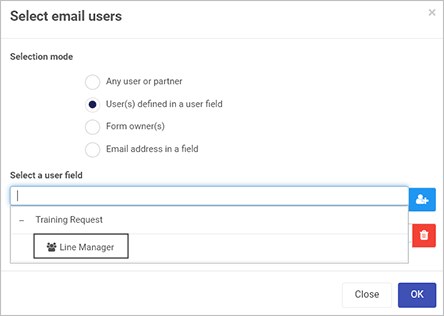 Select email users
×
Selection mode
Any user or partner
User(s) defined in a user field
Form owner(s)
Email address in a field
Select a user field
– Training Request
Line Manager
Close
OK